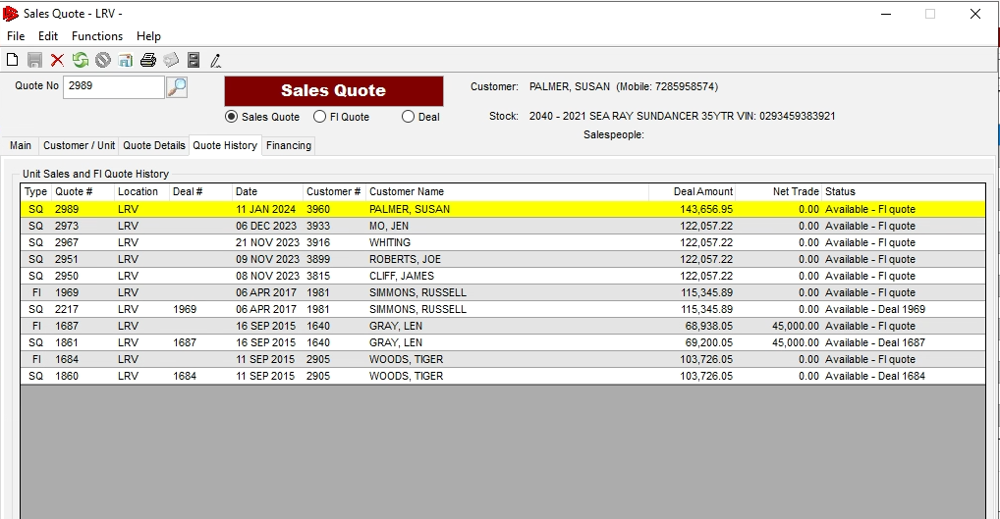 Sales Quote - LRV -
File Edit Functions Help
Quote No 2989
Sales Quote
Customer: PALMER, SUSAN (Mobile: 7285958574)
Sales Quote FI Quote Deal
Stock: 2040 - 2021 SEA RAY SUNDANCER 35YTR VIN: 0293459383921
Salespeople:
Main Customer / Unit Quote Details Quote History Financing
Unit Sales and FI Quote History
Type Quote # Location Deal # Date Customer # Customer Name Deal Amount Net Trade Status
SQ 2989 LRV 11 JAN 2024 3960 PALMER, SUSAN 143,656.95 0.00 Available - FI quote
SQ 2973 LRV 06 DEC 2023 3933 MO, JEN 122,057.22 0.00 Available - FI quote
SQ 2967 LRV 21 NOV 2023 3916 WHITING 122,057.22 0.00 Available - FI quote
SQ 2951 LRV 09 NOV 2023 3899 ROBERTS, JOE 122,057.22 0.00 Available - FI quote
SQ 2950 LRV 08 NOV 2023 3815 CLIFF, JAMES 122,057.22 0.00 Available - FI quote
FI 1969 LRV 06 APR 2017 1981 SIMMONS, RUSSELL 115,345.89 0.00 Available - FI quote
SQ 2217 LRV 1969 06 APR 2017 1981 SIMMONS, RUSSELL 115,345.89 0.00 Available - Deal 1969
FI 1687 LRV 16 SEP 2015 1640 GRAY, LEN 68,938.05 45,000.00 Available - FI quote
SQ 1861 LRV 1687 16 SEP 2015 1640 GRAY, LEN 69,200.05 45,000.00 Available - Deal 1687
FI 1684 LRV 11 SEP 2015 2905 WOODS, TIGER 103,726.05 0.00 Available - FI quote
SQ 1860 LRV 1684 11 SEP 2015 2905 WOODS, TIGER 103,726.05 0.00 Available - Deal 1684